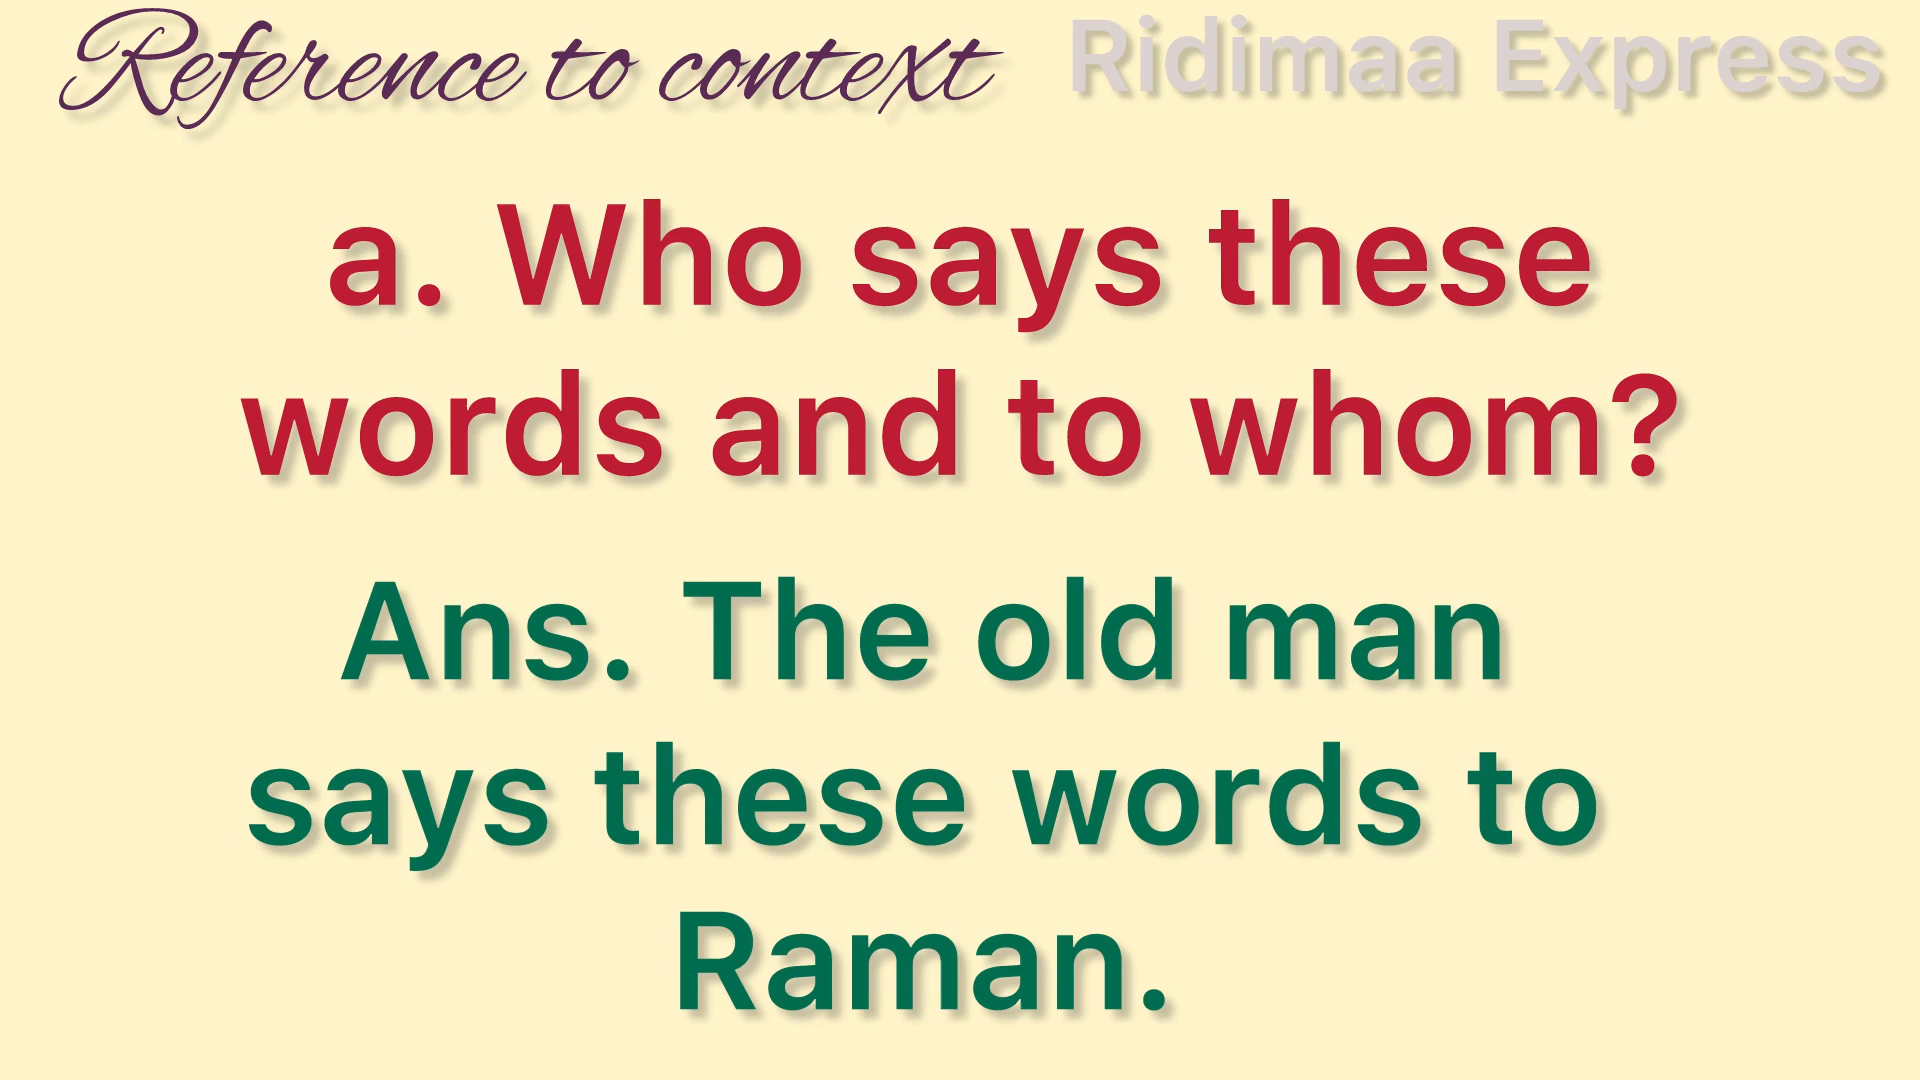 Reference to context Ridimaa Express
a. Who says these
words and to whom?
Ans. The old man
says these words to
Raman.